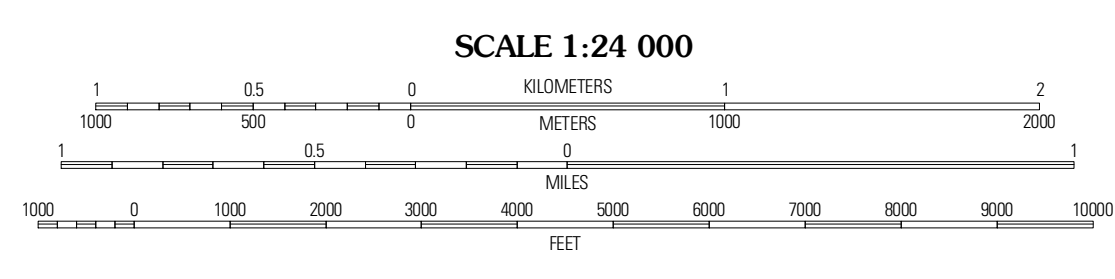 SCALE 1:24 000
1 0.5 0 KILOMETERS 1 2
1000 500 0 METERS 1000 2000
1 0.5 0 1
MILES
1000 0 1000 2000 3000 4000 5000 6000 7000 8000 9000 10000
FEET